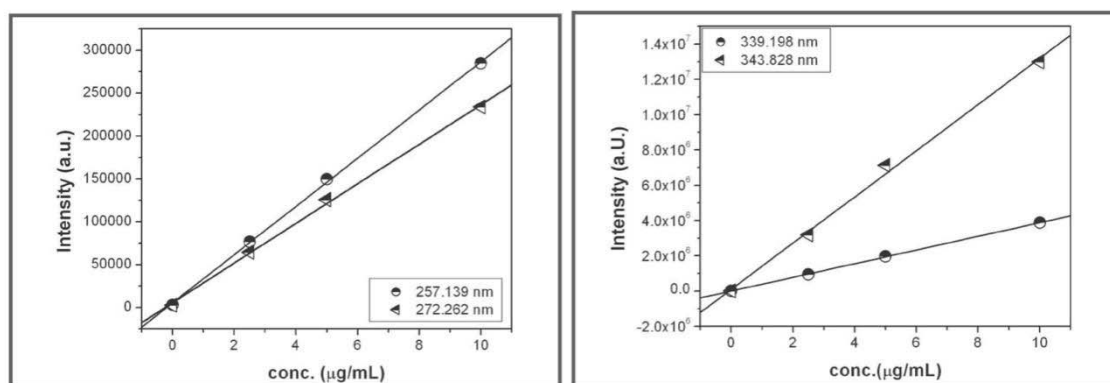 300000
250000
200000
150000
100000
50000
0
Intensity (a.u.)
0 2 4 6 8 10
conc.(µg/mL)
257.139 nm
272.262 nm
339.198 nm
343.828 nm
1.4x10⁷
1.2x10⁷
1.0x10⁷
8.0x10⁶
6.0x10⁶
4.0x10⁶
2.0x10⁶
0.0
-2.0x10⁶
Intensity (a.U.)
0 2 4 6 8 10
conc.(µg/mL)